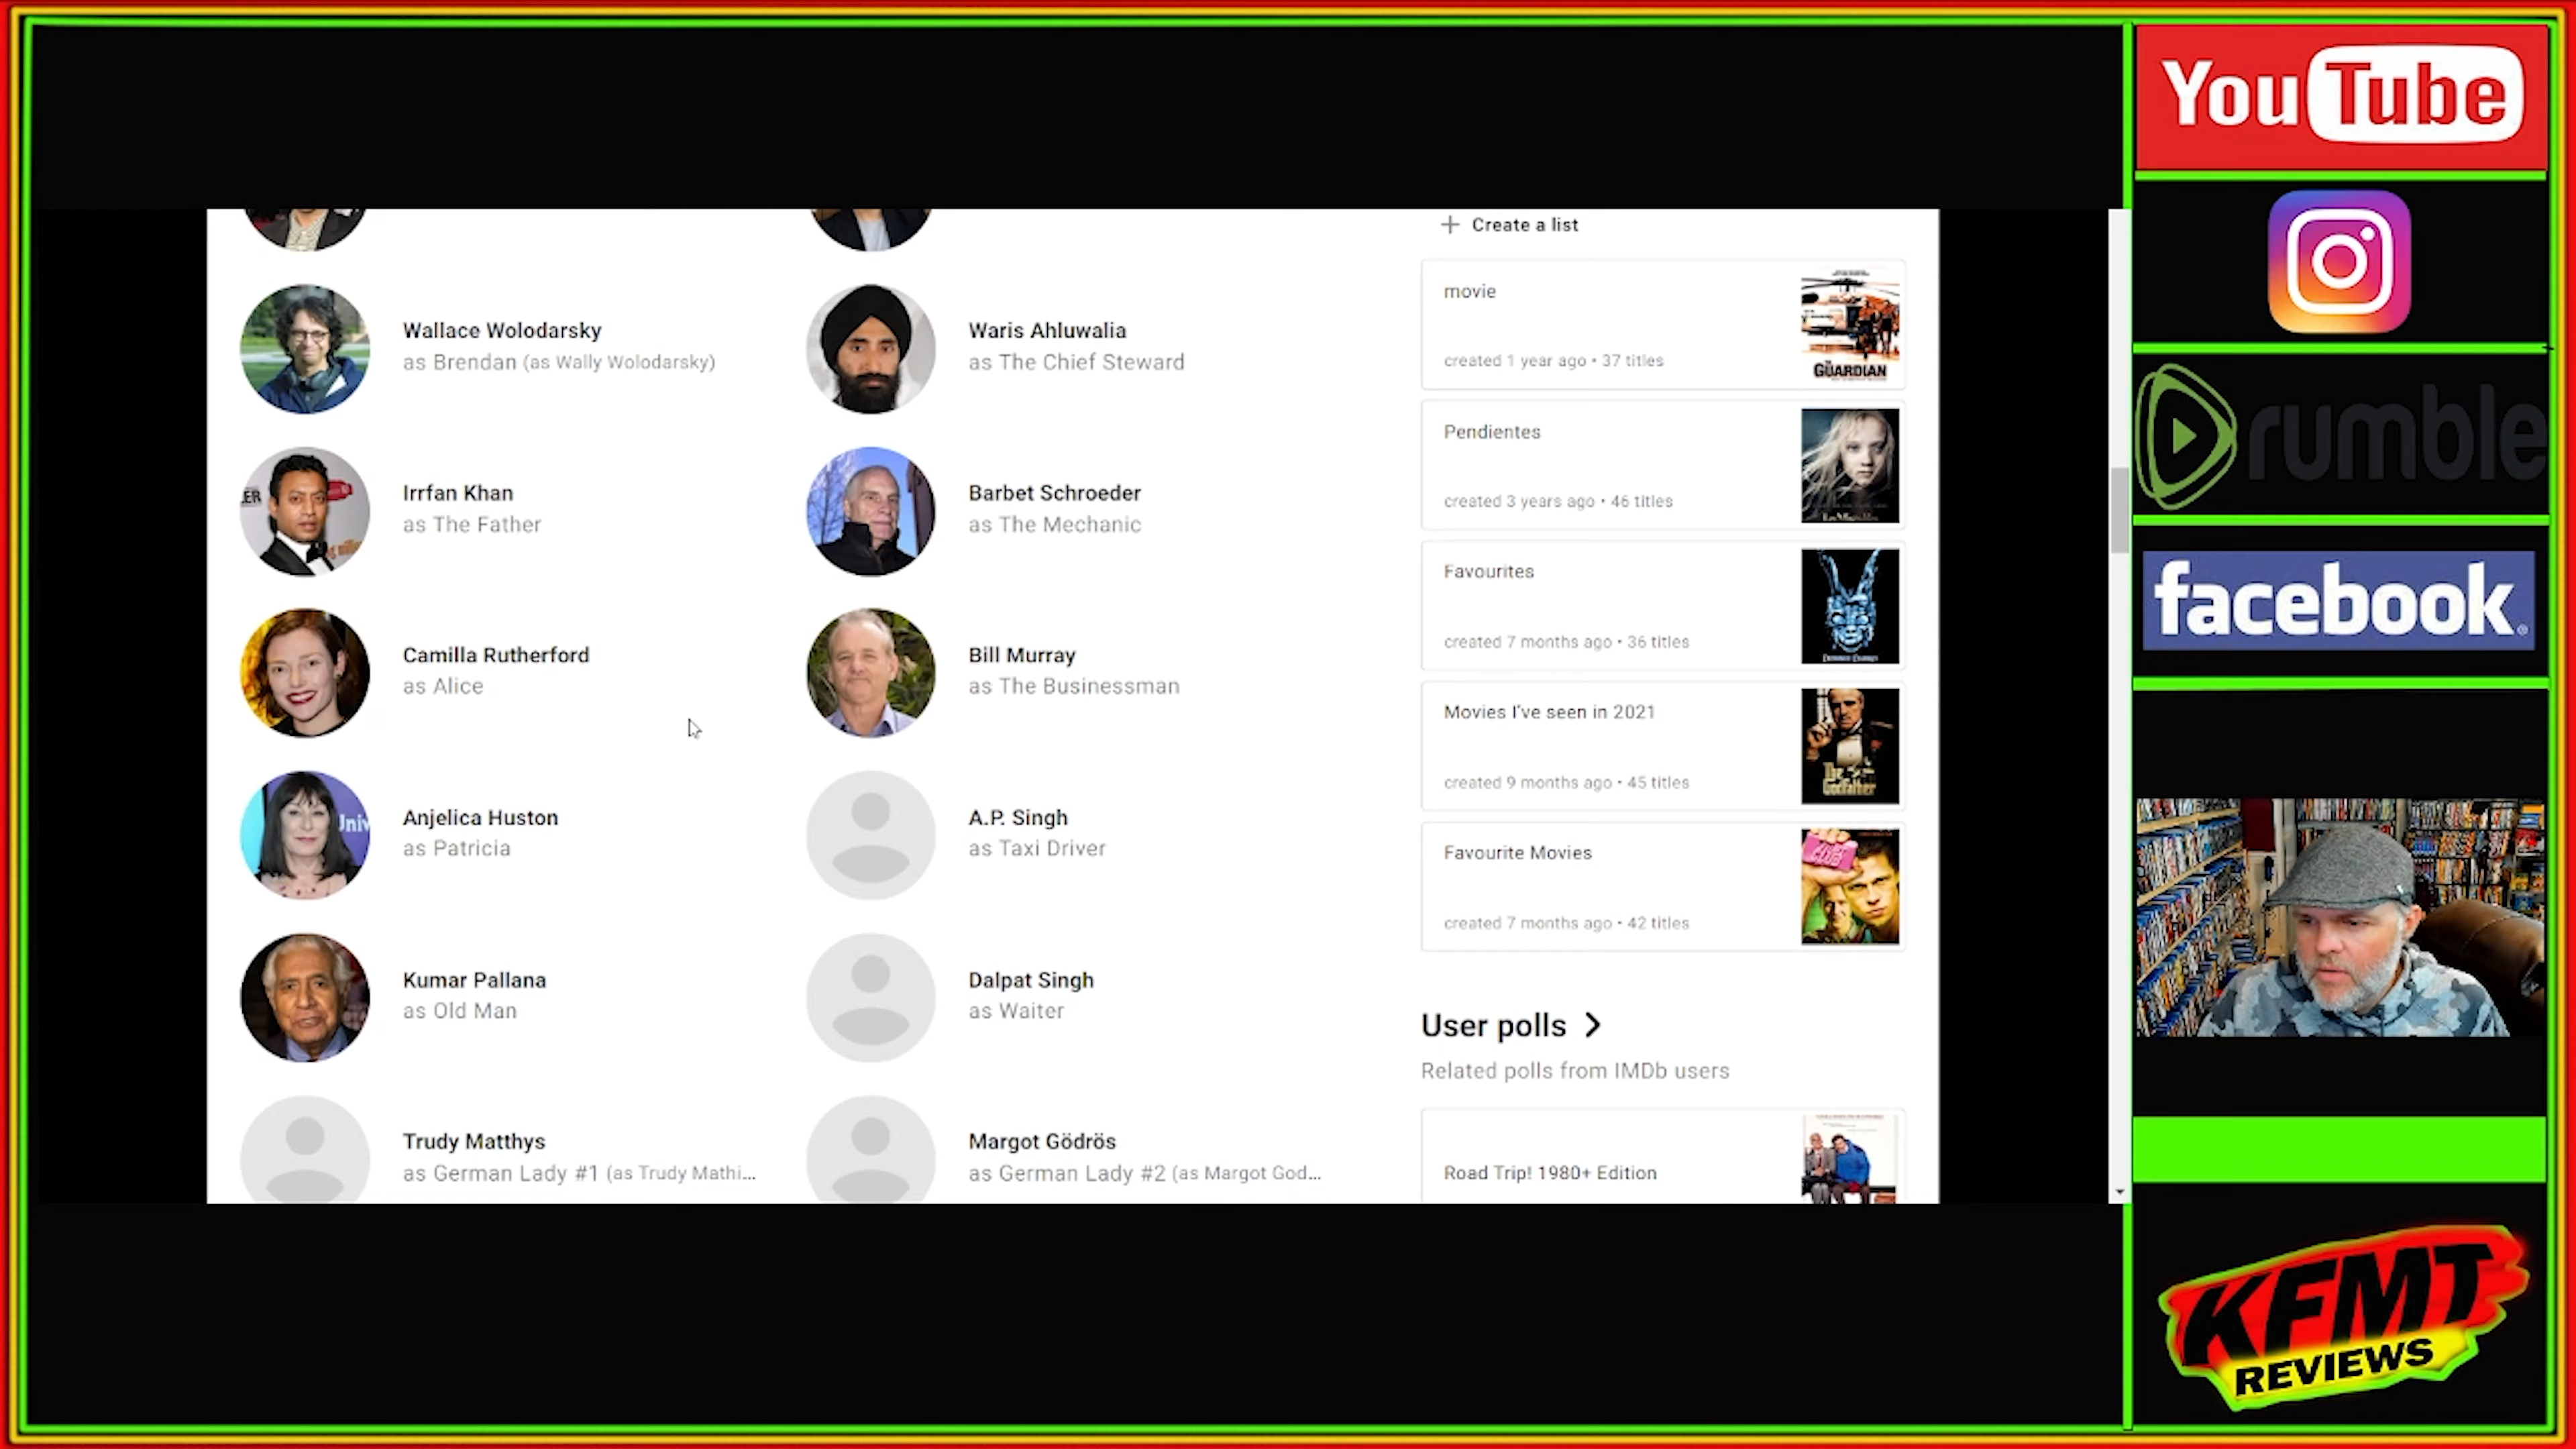 Wallace Wolodarsky
as Brendan (as Wally Wolodarsky)
Waris Ahluwalia
as The Chief Steward
Irrfan Khan
as The Father
Barbet Schroeder
as The Mechanic
Camilla Rutherford
as Alice
Bill Murray
as The Businessman
Anjelica Huston
as Patricia
A.P. Singh
as Taxi Driver
Kumar Pallana
as Old Man
Dalpat Singh
as Waiter
Trudy Matthys
as German Lady #1 (as Trudy Mathi...
Margot Gödrös
as German Lady #2 (as Margot God...
+ Create a list
movie
created 1 year ago • 37 titles
THE GUARDIAN
Pendientes
created 3 years ago • 46 titles
Favourites
created 7 months ago • 36 titles
Movies I've seen in 2021
created 9 months ago • 45 titles
The Godfather
Favourite Movies
created 7 months ago • 42 titles
User polls
Related polls from IMDb users
Road Trip! 1980+ Edition
YouTube
rumble
facebook®
KFMT
REVIEWS